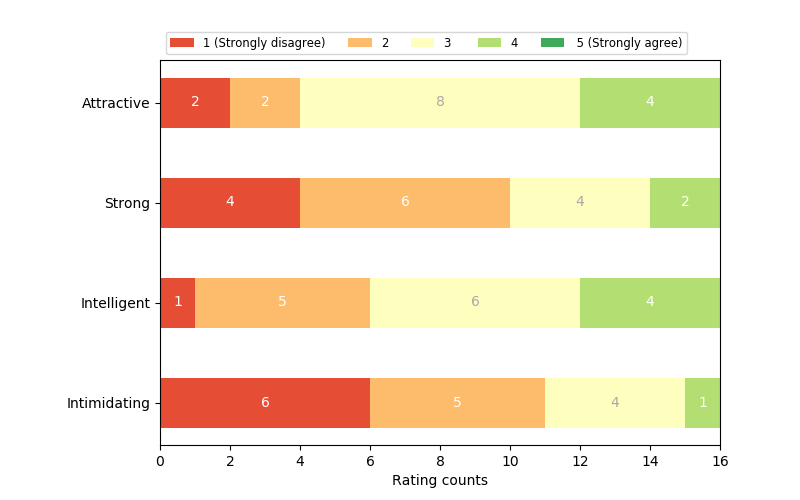 1 (Strongly disagree) 2 3 4 5 (Strongly agree)
Attractive 2 2 8 4
Strong 4 6 4 2
Intelligent 1 5 6 4
Intimidating 6 5 4 1
0 2 4 6 8 10 12 14 16
Rating counts